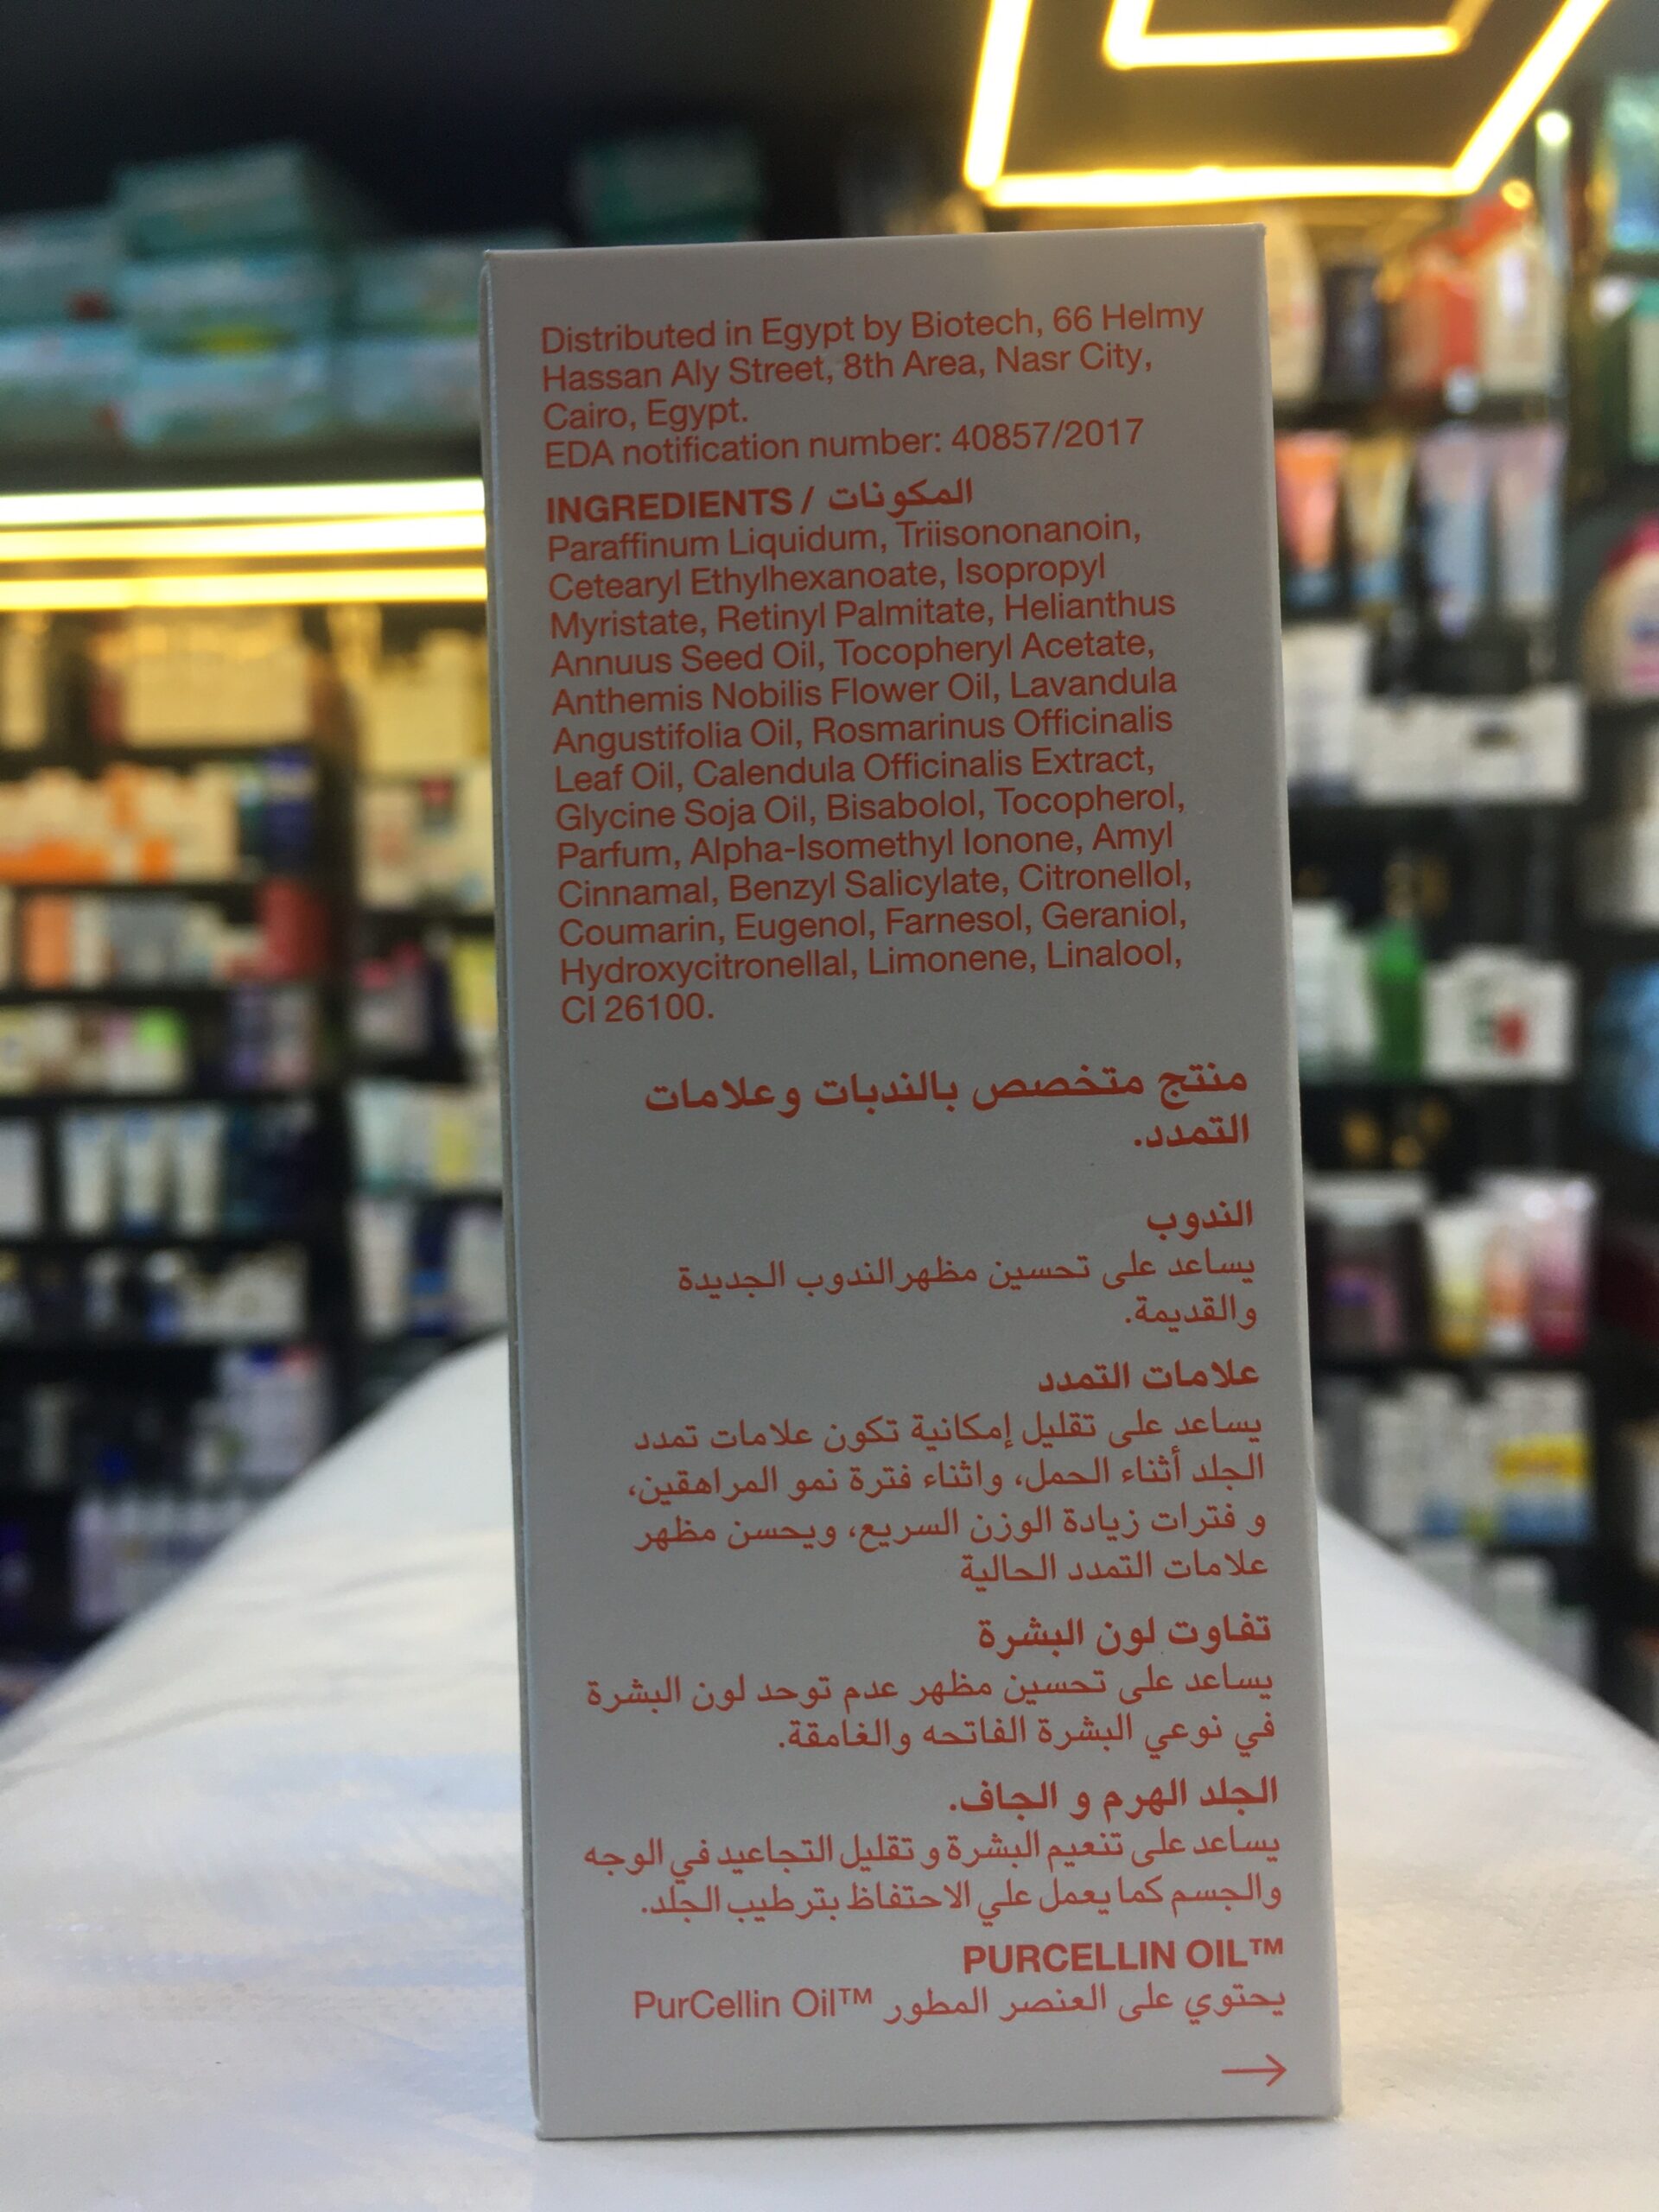 Distributed in Egypt by Biotech, 66 Helmy
Hassan Aly Street, 8th Area, Nasr City,
Cairo, Egypt.
EDA notification number: 40857/2017
INGREDIENTS / المكونات
Paraffinum Liquidum, Triisononanoin,
Cetearyl Ethylhexanoate, Isopropyl
Myristate, Retinyl Palmitate, Helianthus
Annuus Seed Oil, Tocopheryl Acetate,
Anthemis Nobilis Flower Oil, Lavandula
Angustifolia Oil, Rosmarinus Officinalis
Leaf Oil, Calendula Officinalis Extract,
Glycine Soja Oil, Bisabolol, Tocopherol,
Parfum, Alpha-Isomethyl Ionone, Amyl
Cinnamal, Benzyl Salicylate, Citronellol,
Coumarin, Eugenol, Farnesol, Geraniol,
Hydroxycitronellal, Limonene, Linalool,
CI 26100.
منتج متخصص بالندبات وعلامات
التمدد.
الندوب
يساعد على تحسين مظهرالندوب الجديدة
والقديمة.
علامات التمدد
يساعد على تقليل إمكانية تكون علامات تمدد
الجلد أثناء الحمل، واثناء فترة نمو المراهقين،
و فترات زيادة الوزن السريع، ويحسن مظهر
علامات التمدد الحالية
تفاوت لون البشرة
يساعد على تحسين مظهر عدم توحد لون البشرة
في نوعي البشرة الفاتحه والغامقة.
الجلد الهرم و الجاف.
يساعد على تنعيم البشرة و تقليل التجاعيد في الوجه
والجسم كما يعمل علي الاحتفاظ بترطيب الجلد.
PURCELLIN OIL™
يحتوي على العنصر المطور PurCellin Oil™
→